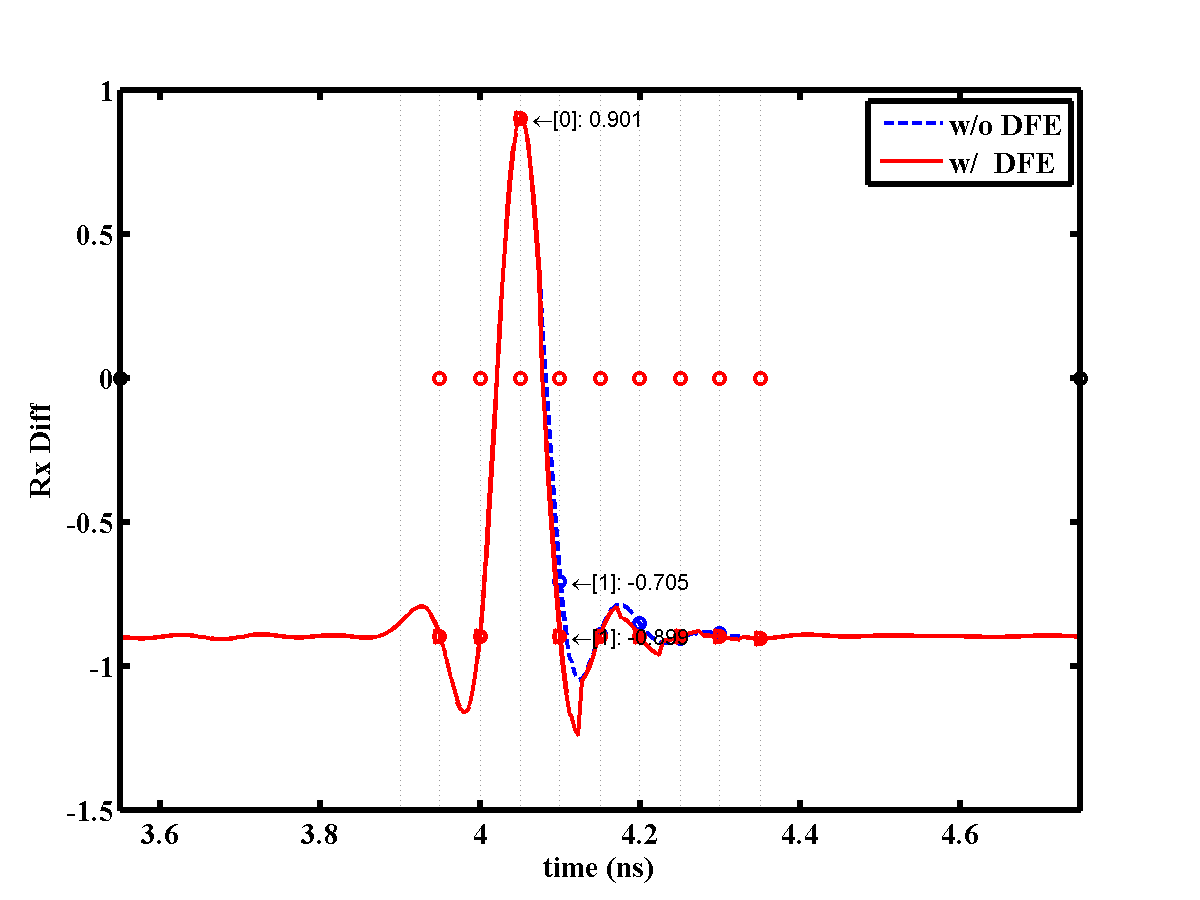 1
←[0]: 0.901
w/o DFE
w/ DFE
0.5
0
Rx Diff
-0.5
←[1]: -0.705
←[1]: -0.899
-1
-1.5
3.6 3.8 4 4.2 4.4 4.6
time (ns)